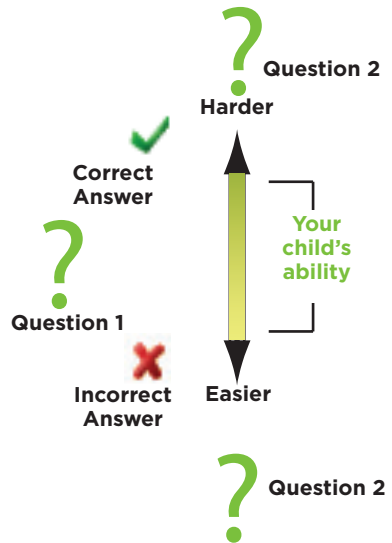 ?
Question 2
Harder
Correct
Answer
Your
child's
ability
?
Question 1
Incorrect
Answer
Easier
?
Question 2